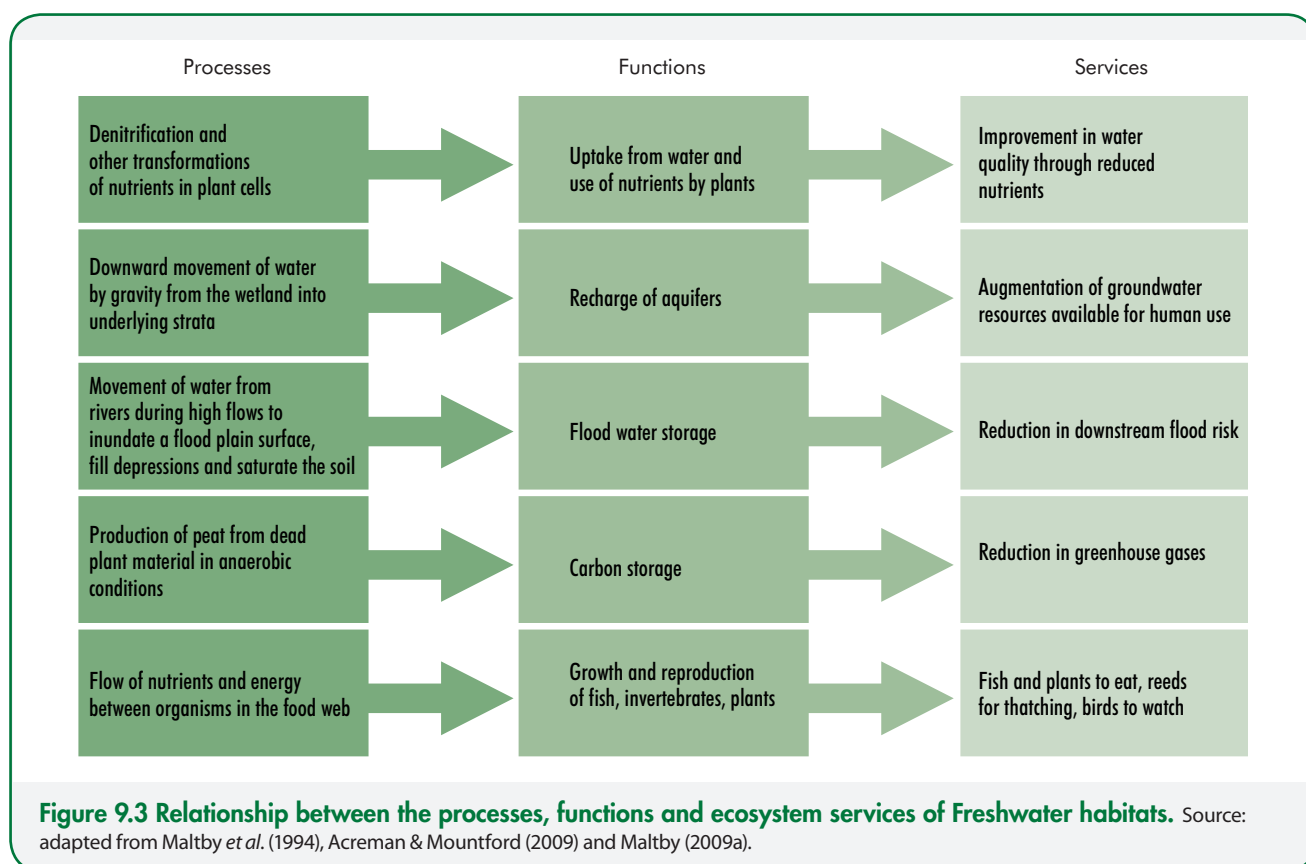 Processes
Functions
Services
Denitrification and
other transformations
of nutrients in plant cells
Uptake from water and
use of nutrients by plants
Improvement in water
quality through reduced
nutrients
Downward movement of water
by gravity from the wetland into
underlying strata
Recharge of aquifers
Augmentation of groundwater
resources available for human use
Movement of water from
rivers during high flows to
inundate a flood plain surface,
fill depressions and saturate the soil
Flood water storage
Reduction in downstream flood risk
Production of peat from dead
plant material in anaerobic
conditions
Carbon storage
Reduction in greenhouse gases
Flow of nutrients and energy
between organisms in the food web
Growth and reproduction
of fish, invertebrates, plants
Fish and plants to eat, reeds
for thatching, birds to watch
Figure 9.3 Relationship between the processes, functions and ecosystem services of Freshwater habitats. Source:
adapted from Maltby et al. (1994), Acreman & Mountford (2009) and Maltby (2009a).